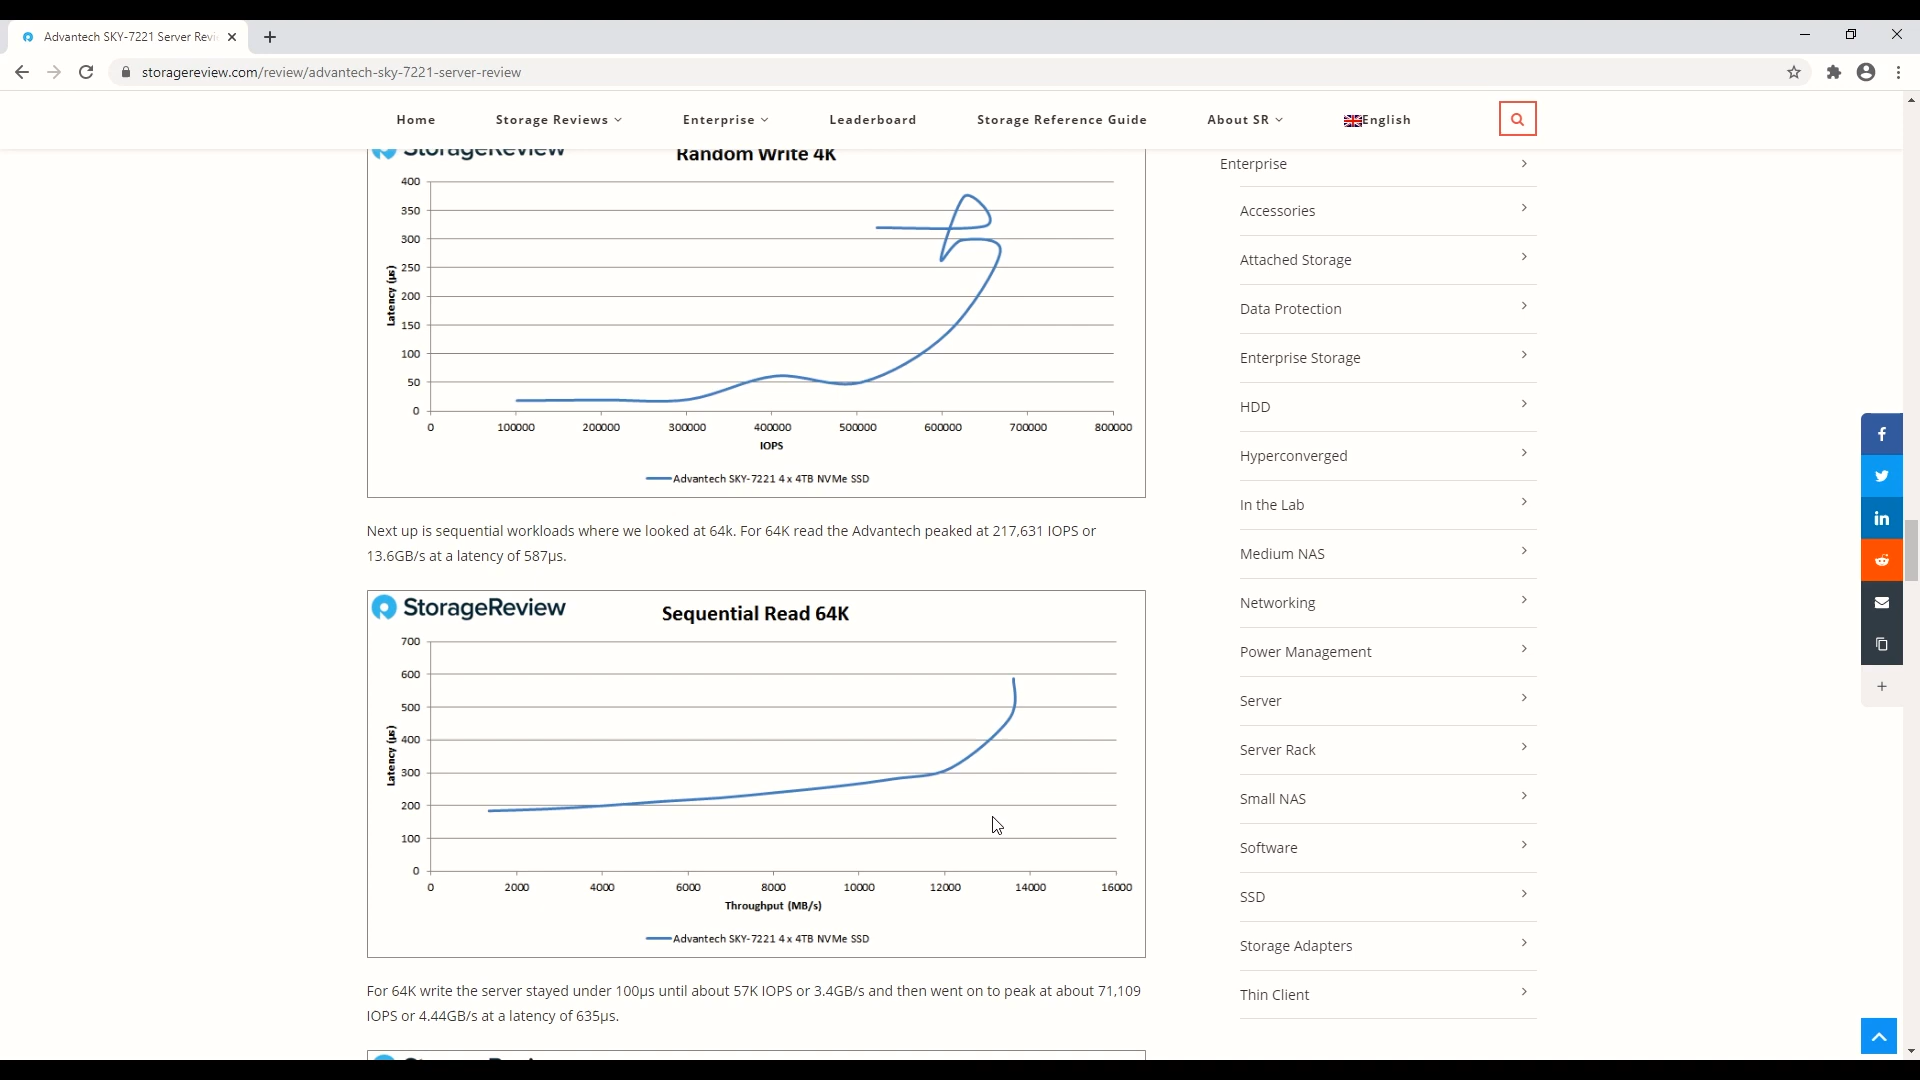 Advantech SKY-7221 Server Revi
storagereview.com/review/advantech-sky-7221-server-review
Home
Storage Reviews
Enterprise
Leaderboard
Storage Reference Guide
About SR
English
StorageReview
Random Write 4K
400
350
300
250
200
150
100
50
0
Latency (µs)
0 100000 200000 300000 400000 500000 600000 700000 800000
IOPS
Advantech SKY-7221 4 x 4TB NVMe SSD
Next up is sequential workloads where we looked at 64k. For 64K read the Advantech peaked at 217,631 IOPS or
13.6GB/s at a latency of 587µs.
StorageReview
Sequential Read 64K
700
600
500
400
300
200
100
0
Latency (µs)
0 2000 4000 6000 8000 10000 12000 14000 16000
Throughput (MB/s)
Advantech SKY-7221 4 x 4TB NVMe SSD
For 64K write the server stayed under 100µs until about 57K IOPS or 3.4GB/s and then went on to peak at about 71,109
IOPS or 4.44GB/s at a latency of 635µs.
Enterprise
Accessories
Attached Storage
Data Protection
Enterprise Storage
HDD
Hyperconverged
In the Lab
Medium NAS
Networking
Power Management
Server
Server Rack
Small NAS
Software
SSD
Storage Adapters
Thin Client